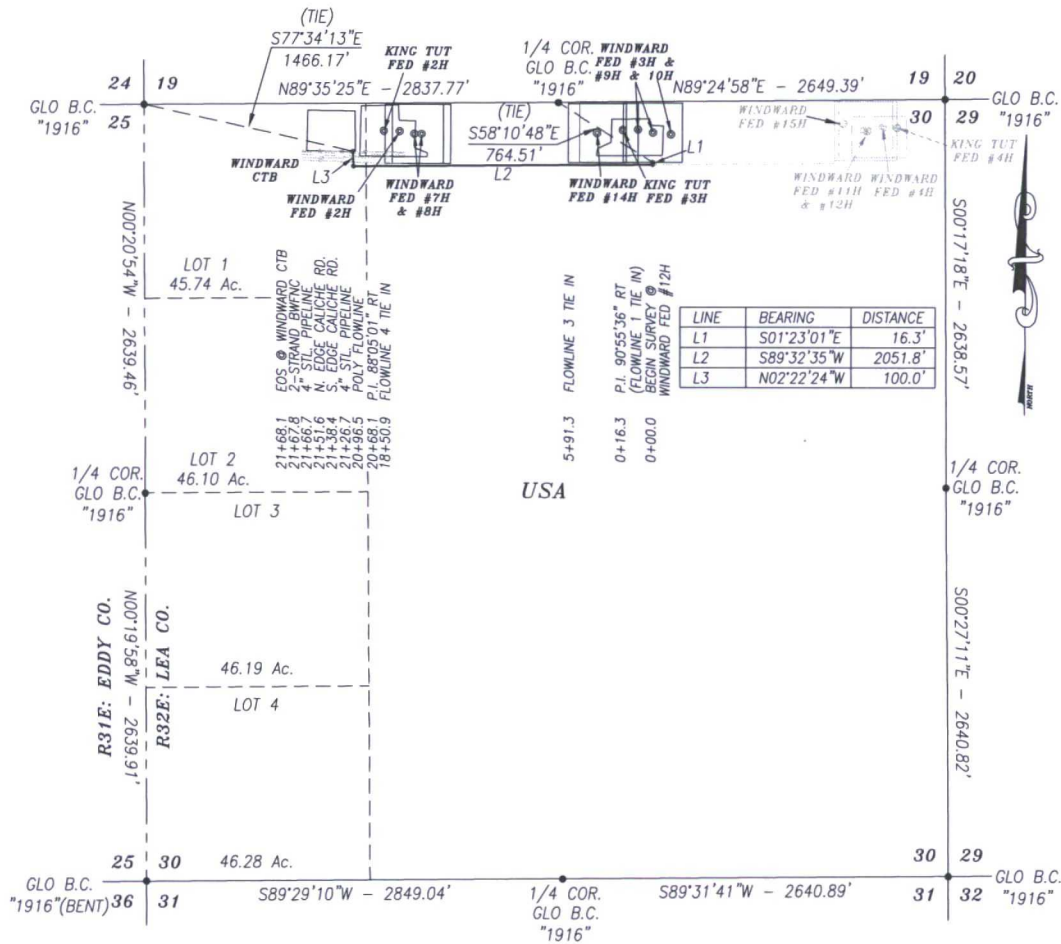 (TIE)
S77°34'13"E
1466.17'
KING TUT
FED #2H
1/4 COR.
GLO B.C.
"1916"
WINDWARD
FED #3H &
#9H & 10H
24 19
N89°35'25"E - 2837.77'
N89°24'58"E - 2649.39'
19 20
GLO B.C.
"1916"
25
(TIE)
S58°10'48"E
764.51'
WINDWARD
FED #15H
30 29
GLO B.C.
"1916"
KING TUT
FED #4H
WINDWARD
CTB
L3
L2
L1
WINDWARD
FED #2H
WINDWARD
FED #7H
& #8H
WINDWARD
FED #14H
KING TUT
FED #3H
WINDWARD
FED #11H
& #12H
WINDWARD
FED #4H
N00°20'54"W - 2639.46'
S00°17'18"E - 2638.57'
LOT 1
45.74 Ac.
21+68.1 EOS @ WINDWARD CTB
21+67.8 2-STRAND BWFNC
21+66.7 4" STL. PIPELINE
21+51.6 N. EDGE CALICHE RD.
21+38.4 S. EDGE CALICHE RD.
21+26.7 4" STL. PIPELINE
20+96.5 POLY FLOWLINE
20+68.1 P.I. 88°05'01" RT
18+50.9 FLOWLINE 4 TIE IN
5+91.3 FLOWLINE 3 TIE IN
0+16.3 P.I. 90°55'36" RT
(FLOWLINE 1 TIE IN)
0+00.0 BEGIN SURVEY @
WINDWARD FED #12H
LINE BEARING DISTANCE
L1 S01°23'01"E 16.3'
L2 S89°32'35"W 2051.8'
L3 N02°22'24"W 100.0'
NORTH
LOT 2
46.10 Ac.
1/4 COR.
GLO B.C.
"1916"
LOT 3
USA
1/4 COR.
GLO B.C.
"1916"
R31E: EDDY CO.
N00°19'58"W - 2639.91'
R32E: LEA CO.
46.19 Ac.
LOT 4
S00°27'11"E - 2640.82'
25 30
46.28 Ac.
30 29
GLO B.C.
"1916"(BENT)
36 31
S89°29'10"W - 2849.04'
1/4 COR.
GLO B.C.
"1916"
S89°31'41"W - 2640.89'
31 32
GLO B.C.
"1916"